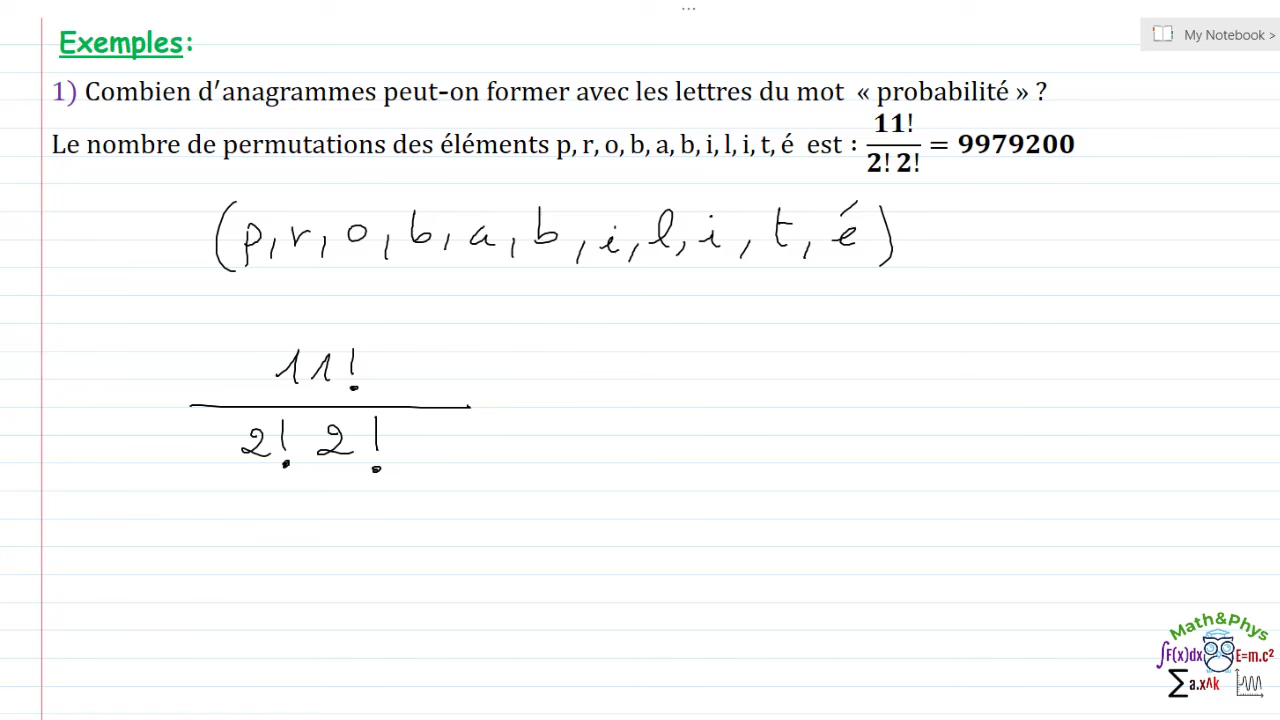 ...
Exemples:
My Notebook >
1) Combien d'anagrammes peut-on former avec les lettres du mot « probabilité » ?
Le nombre de permutations des éléments p, r, o, b, a, b, i, l, i, t, é est : 11!/2! 2! = 9979200
(p, r, o, b, a, b, i, l, i, t, é)
11!
2! 2!
Math&Phys
∫F(x)dx E=m.c²
∑ a.x^k